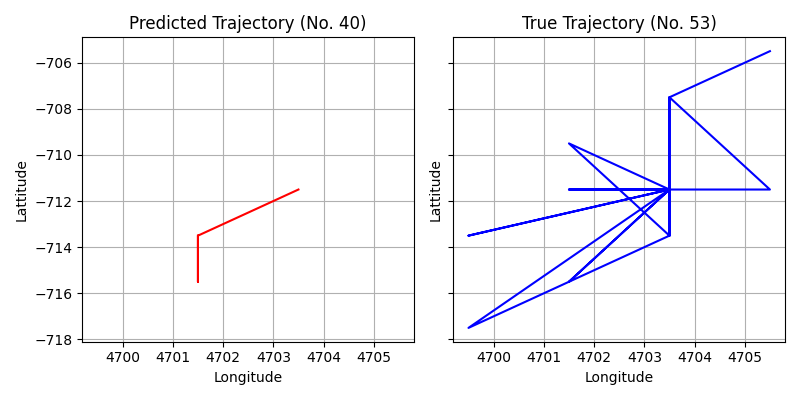 Predicted Trajectory (No. 40)
True Trajectory (No. 53)
Lattitude
−706
−708
−710
−712
−714
−716
−718
4700 4701 4702 4703 4704 4705
Longitude
Lattitude
4700 4701 4702 4703 4704 4705
Longitude